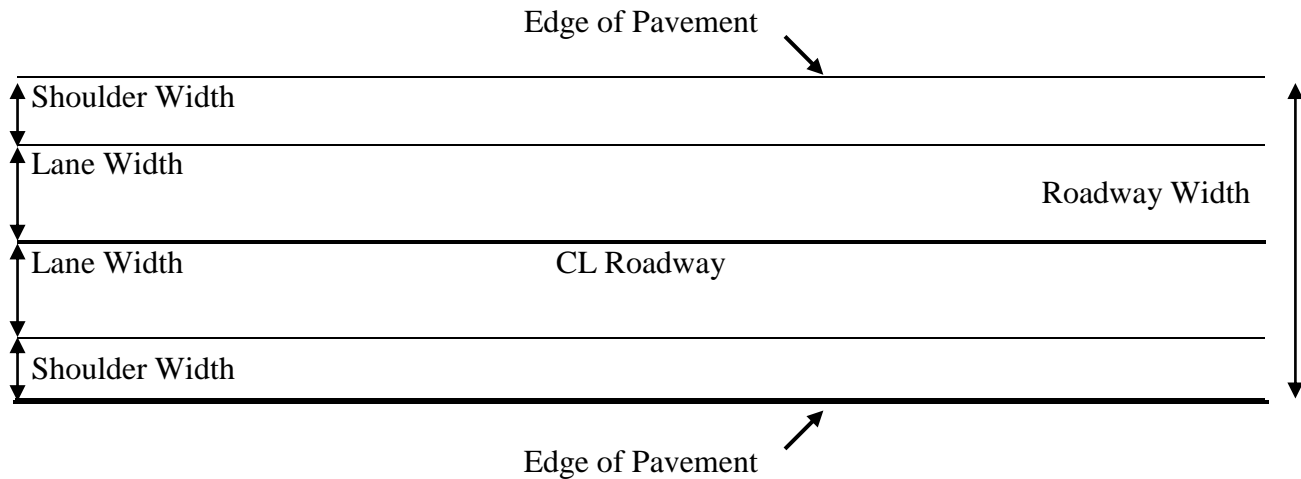 Edge of Pavement
Shoulder Width
Lane Width
Roadway Width
Lane Width
CL Roadway
Shoulder Width
Edge of Pavement